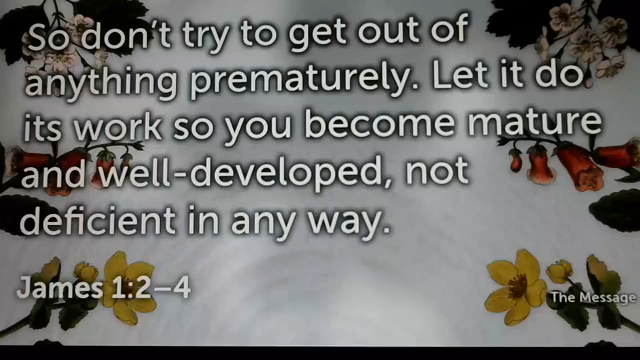 So don't try to get out of
anything prematurely. Let it do
its work so you become mature
and well-developed, not
deficient in any way.
James 1:2–4
The Message